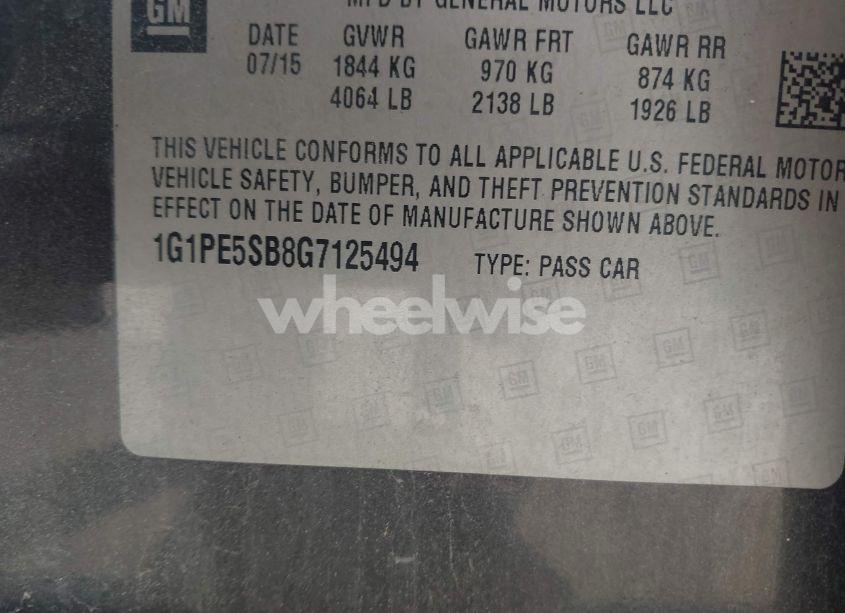 GM
MFD BY GENERAL MOTORS LLC
DATE GVWR GAWR FRT GAWR RR
07/15 1844 KG 970 KG 874 KG
4064 LB 2138 LB 1926 LB
THIS VEHICLE CONFORMS TO ALL APPLICABLE U.S. FEDERAL MOTOR
VEHICLE SAFETY, BUMPER, AND THEFT PREVENTION STANDARDS IN
EFFECT ON THE DATE OF MANUFACTURE SHOWN ABOVE.
1G1PE5SB8G7125494 TYPE: PASS CAR
wheelwise